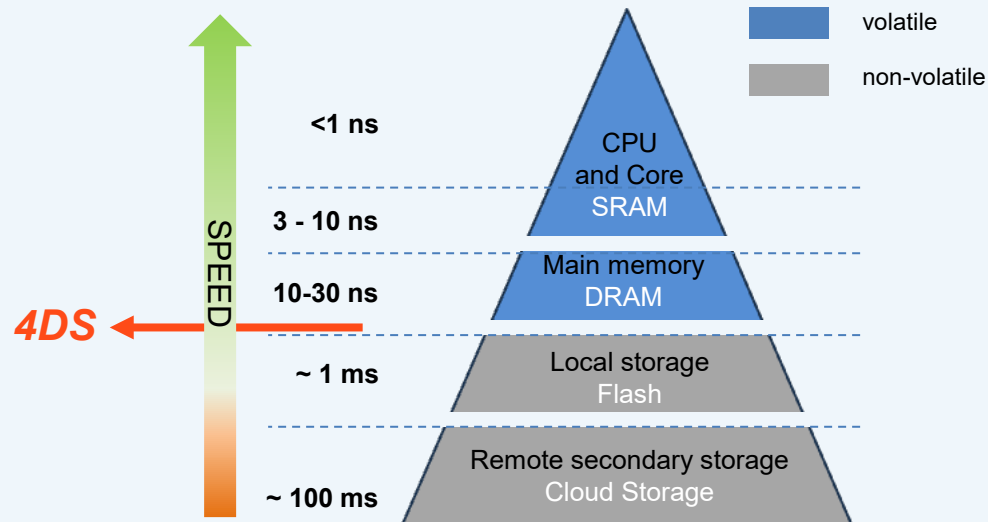 volatile
non-volatile
<1 ns
CPU
and Core
SRAM
3 - 10 ns
SPEED
Main memory
DRAM
10-30 ns
4DS
Local storage
Flash
~ 1 ms
Remote secondary storage
Cloud Storage
~ 100 ms